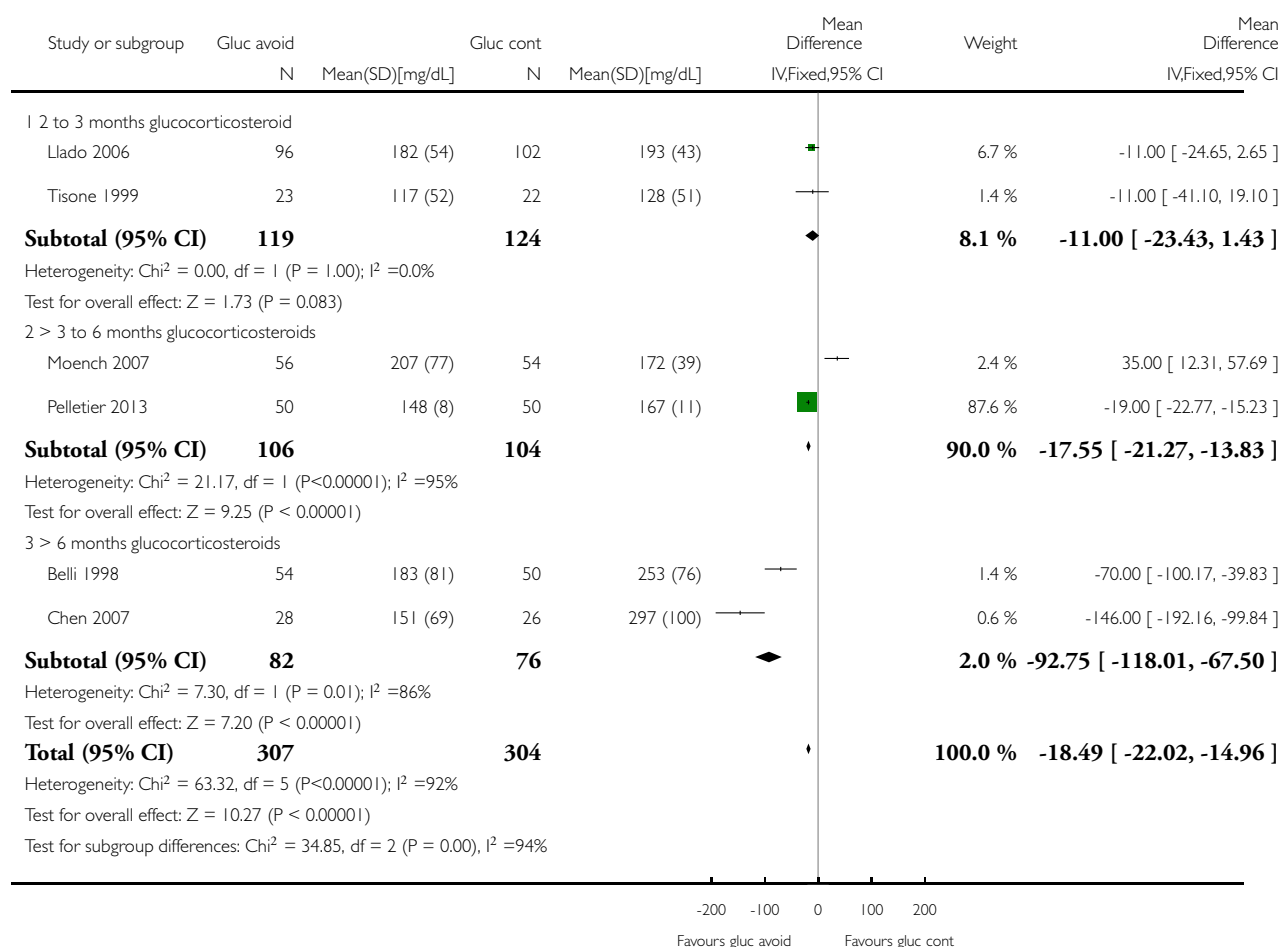 Study or subgroup Gluc avoid Gluc cont Mean Difference Weight Mean Difference
N Mean(SD)[mg/dL] N Mean(SD)[mg/dL] IV,Fixed,95% CI IV,Fixed,95% CI
1 2 to 3 months glucocorticosteroid
Llado 2006 96 182 (54) 102 193 (43) 6.7 % -11.00 [ -24.65, 2.65 ]
Tisone 1999 23 117 (52) 22 128 (51) 1.4 % -11.00 [ -41.10, 19.10 ]
Subtotal (95% CI) 119 124 8.1 % -11.00 [ -23.43, 1.43 ]
Heterogeneity: Chi² = 0.00, df = 1 (P = 1.00); I² =0.0%
Test for overall effect: Z = 1.73 (P = 0.083)
2 > 3 to 6 months glucocorticosteroids
Moench 2007 56 207 (77) 54 172 (39) 2.4 % 35.00 [ 12.31, 57.69 ]
Pelletier 2013 50 148 (8) 50 167 (11) 87.6 % -19.00 [ -22.77, -15.23 ]
Subtotal (95% CI) 106 104 90.0 % -17.55 [ -21.27, -13.83 ]
Heterogeneity: Chi² = 21.17, df = 1 (P<0.00001); I² =95%
Test for overall effect: Z = 9.25 (P < 0.00001)
3 > 6 months glucocorticosteroids
Belli 1998 54 183 (81) 50 253 (76) 1.4 % -70.00 [ -100.17, -39.83 ]
Chen 2007 28 151 (69) 26 297 (100) 0.6 % -146.00 [ -192.16, -99.84 ]
Subtotal (95% CI) 82 76 2.0 % -92.75 [ -118.01, -67.50 ]
Heterogeneity: Chi² = 7.30, df = 1 (P = 0.01); I² =86%
Test for overall effect: Z = 7.20 (P < 0.00001)
Total (95% CI) 307 304 100.0 % -18.49 [ -22.02, -14.96 ]
Heterogeneity: Chi² = 63.32, df = 5 (P<0.00001); I² =92%
Test for overall effect: Z = 10.27 (P < 0.00001)
Test for subgroup differences: Chi² = 34.85, df = 2 (P = 0.00), I² =94%
-200 -100 0 100 200
Favours gluc avoid Favours gluc cont